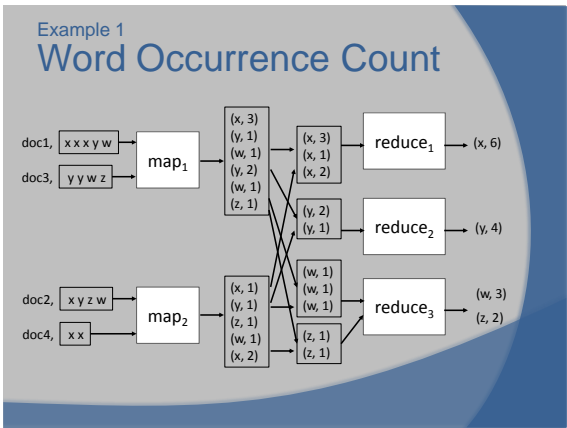 Example 1
Word Occurrence Count
doc1, x x x y w
doc3, y y w z
map1
(x, 3)
(y, 1)
(w, 1)
(y, 2)
(w, 1)
(z, 1)
(x, 3)
(x, 1)
(x, 2)
reduce1
(x, 6)
(y, 2)
(y, 1)
reduce2
(y, 4)
doc2, x y z w
doc4, x x
map2
(x, 1)
(y, 1)
(z, 1)
(w, 1)
(x, 2)
(w, 1)
(w, 1)
(w, 1)
(z, 1)
(z, 1)
reduce3
(w, 3)
(z, 2)